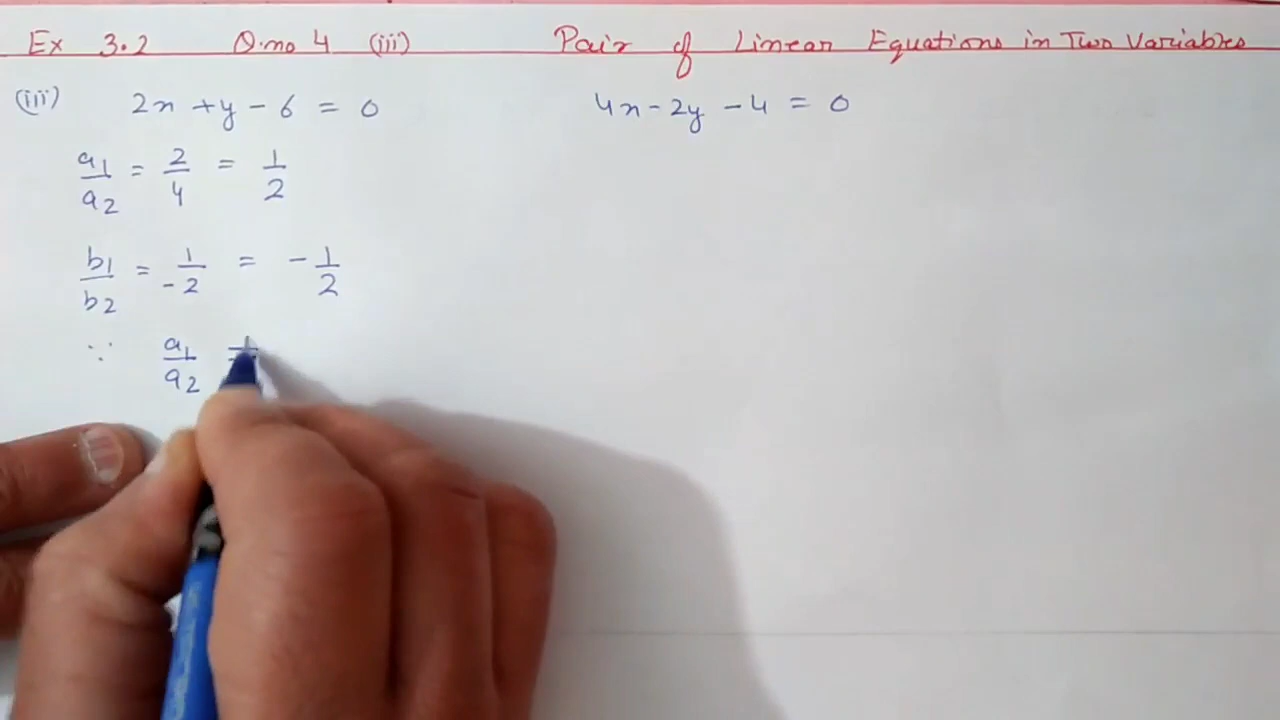 Ex 3.2 Q.no 4 (iii) Pair of Linear Equations in Two Variables
(iii) 2x + y - 6 = 0 4x - 2y - 4 = 0
a1/a2 = 2/4 = 1/2
b1/b2 = 1/-2 = -1/2
∵ a1/a2